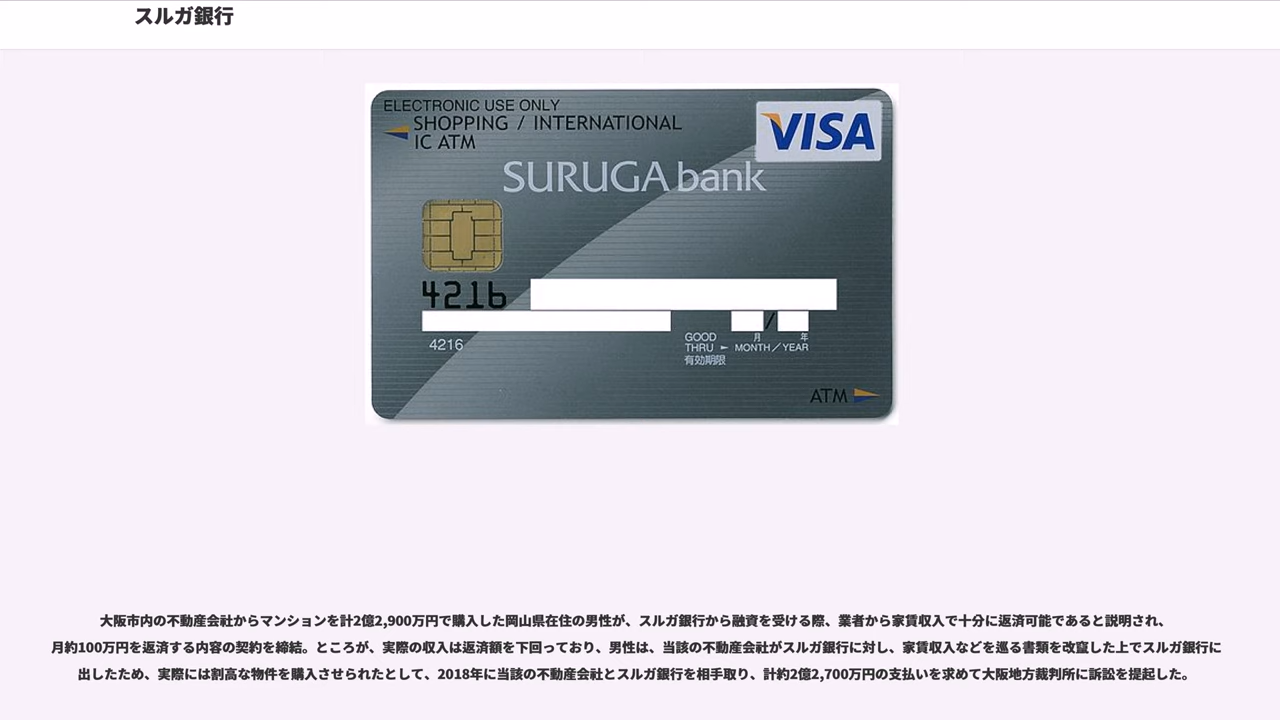 スルガ銀行
ELECTRONIC USE ONLY
SHOPPING / INTERNATIONAL
IC ATM
VISA
SURUGA bank
4216
/
4216
GOOD
THRU
有効期限
月 年
MONTH / YEAR
ATM
大阪市内の不動産会社からマンションを計2億2,900万円で購入した岡山県在住の男性が、スルガ銀行から融資を受ける際、業者から家賃収入で十分に返済可能であると説明され、
月約100万円を返済する内容の契約を締結。ところが、実際の収入は返済額を下回っており、男性は、当該の不動産会社がスルガ銀行に対し、家賃収入などを巡る書類を改竄した上でスルガ銀行に
出したため、実際には割高な物件を購入させられたとして、2018年に当該の不動産会社とスルガ銀行を相手取り、計約2億2,700万円の支払いを求めて大阪地方裁判所に訴訟を提起した。